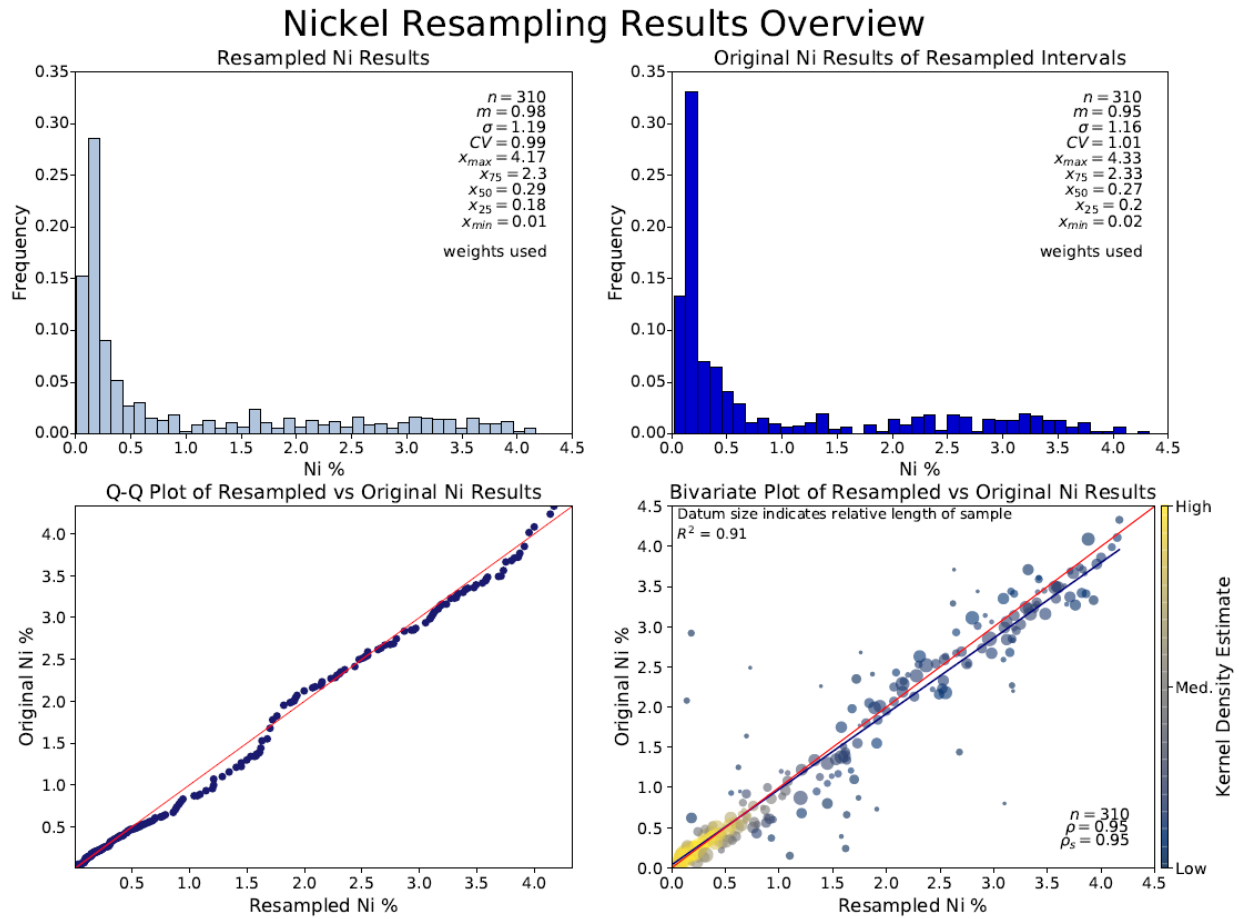 Nickel Resampling Results Overview
Resampled Ni Results
0.35
0.30
0.25
0.20
0.15
0.10
0.05
0.00
Frequency
n = 310
m = 0.98
σ = 1.19
CV = 0.99
x_max = 4.17
x_75 = 2.3
x_50 = 0.29
x_25 = 0.18
x_min = 0.01
weights used
0.0 0.5 1.0 1.5 2.0 2.5 3.0 3.5 4.0 4.5
Ni %
Original Ni Results of Resampled Intervals
0.35
0.30
0.25
0.20
0.15
0.10
0.05
0.00
Frequency
n = 310
m = 0.95
σ = 1.16
CV = 1.01
x_max = 4.33
x_75 = 2.33
x_50 = 0.27
x_25 = 0.2
x_min = 0.02
weights used
0.0 0.5 1.0 1.5 2.0 2.5 3.0 3.5 4.0 4.5
Ni %
Q-Q Plot of Resampled vs Original Ni Results
4.0
3.5
3.0
2.5
2.0
1.5
1.0
0.5
Original Ni %
0.5 1.0 1.5 2.0 2.5 3.0 3.5 4.0
Resampled Ni %
Bivariate Plot of Resampled vs Original Ni Results
Datum size indicates relative length of sample
R² = 0.91
4.5
4.0
3.5
3.0
2.5
2.0
1.5
1.0
0.5
0.0
Original Ni %
n = 310
ρ = 0.95
ρ_s = 0.95
0.0 0.5 1.0 1.5 2.0 2.5 3.0 3.5 4.0 4.5
Resampled Ni %
High
Med.
Low
Kernel Density Estimate